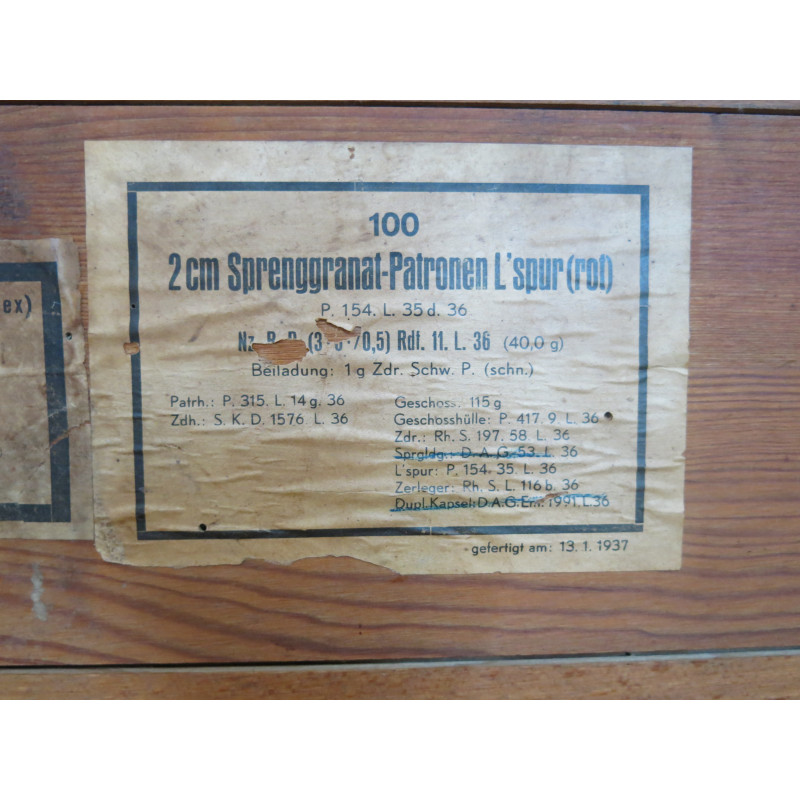 ex)
100
2 cm Sprenggranat-Patronen L'spur (rot)
P. 154. L. 35 d. 36
Rdf. 11. L. 36 (40,0 g)
Beiladung: 1 g Zdr. Schw. P. (schn.)
Patrh.: P. 315. L. 14 g. 36
Zdh.: S. K. D. 1576 L. 36
Geschoss. 115 g
Geschosshülle: P. 417. 9. L. 36
Zdr.: Rh. S. 197. 58. L. 36
Sprgldg.: D. A. G. 53. L. 36
L'spur: P. 154. 35. L. 36
Zerleger: Rh. S. L. 116 b. 36
Dupl. Kapsel: D. A. G. 1991. L. 36
gefertigt am: 13. 1. 1937